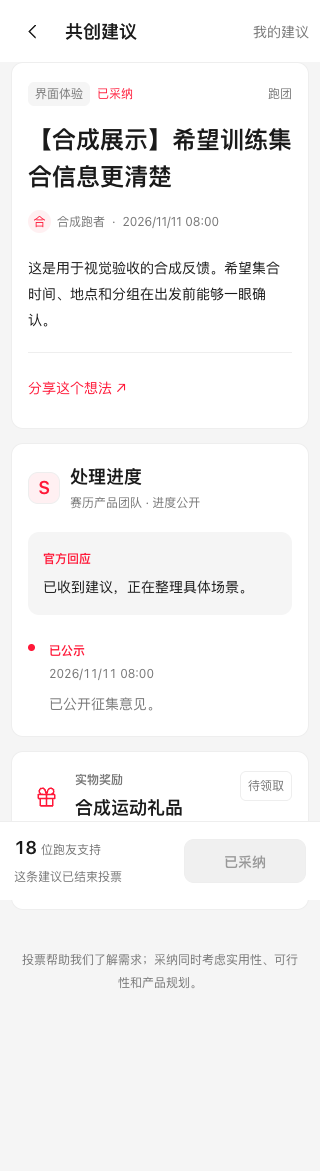 共创建议
我的建议
界面体验 已采纳
跑团
【合成展示】希望训练集
合信息更清楚
合 合成跑者 · 2026/11/11 08:00
这是用于视觉验收的合成反馈。希望集合
时间、地点和分组在出发前能够一眼确
认。
分享这个想法 ↗
S
处理进度
赛历产品团队 · 进度公开
官方回应
已收到建议，正在整理具体场景。
已公示
2026/11/11 08:00
已公开征集意见。
实物奖励
待领取
合成运动礼品
18 位跑友支持
这条建议已结束投票
已采纳
投票帮助我们了解需求；采纳同时考虑实用性、可行
性和产品规划。